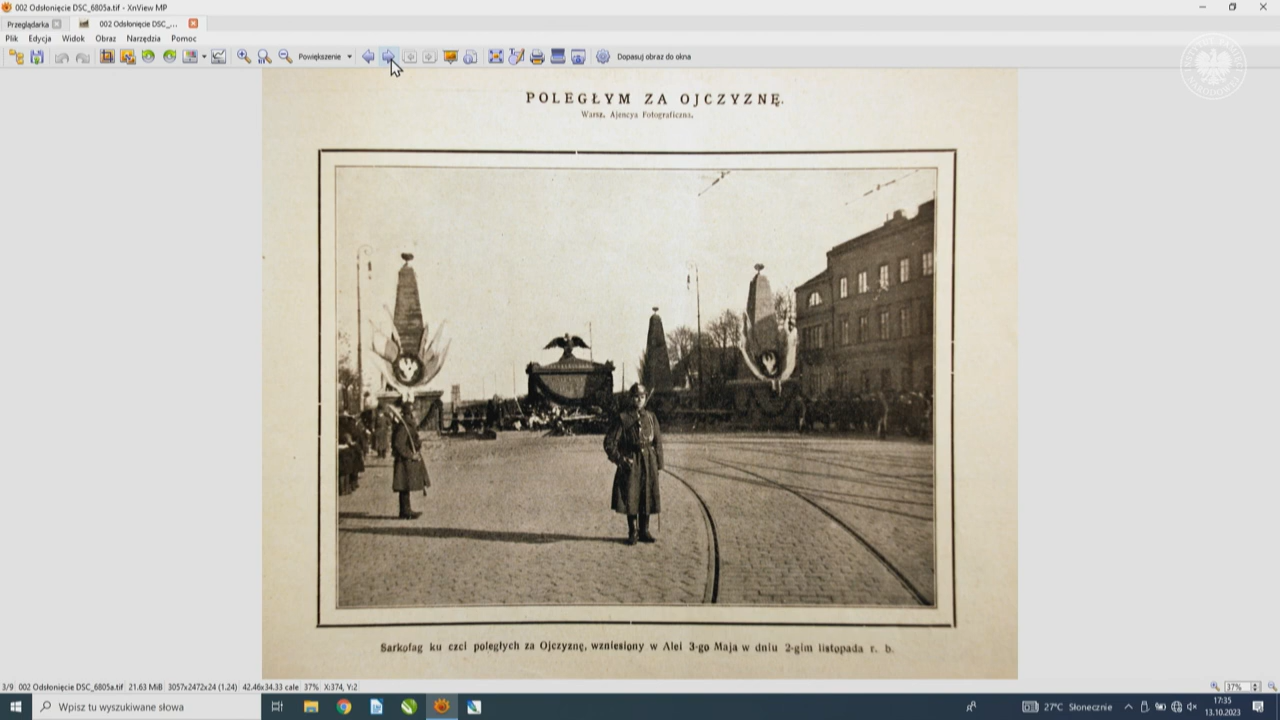 002 Odsłonięcie DSC_6805a.tif - XnView MP
Przeglądarka
002 Odsłonięcie DSC_...
Plik Edycja Widok Obraz Narzędzia Pomoc
Powiększenie
Dopasuj obraz do okna
POLEGŁYM ZA OJCZYZNĘ.
Warsz. Ajencya Fotograficzna.
Sarkofag ku czci poległych za Ojczyznę, wzniesiony w Alei 3-go Maja w dniu 2-gim listopada r. b.
3/9 002 Odsłonięcie DSC_6805a.tif 21.63 MiB 3057x2472x24 (1.24) 42.46x34.33 cale 37% X:374, Y:2
37%
Wpisz tu wyszukiwane słowa
27°C Słonecznie
17:35
13.10.2023